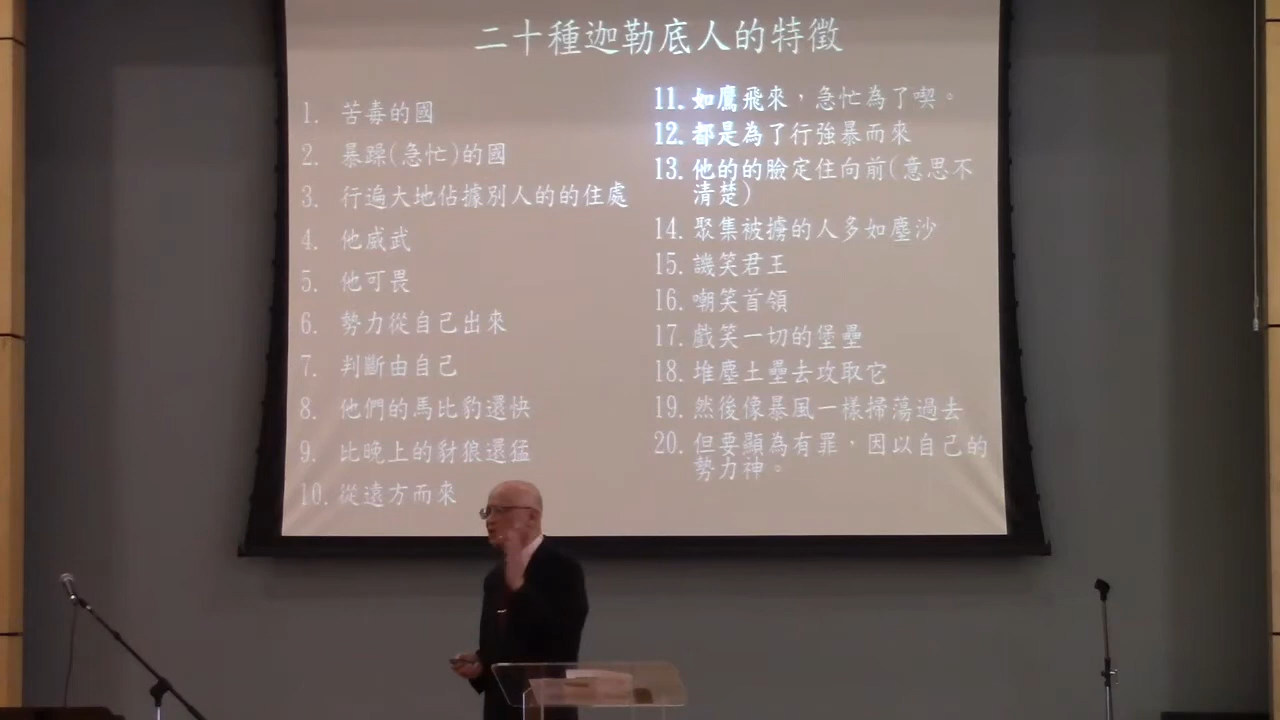 二十種迦勒底人的特徵
1. 苦毒的國
2. 暴躁(急忙)的國
3. 行遍大地佔據別人的的住處
4. 他威武
5. 他可畏
6. 勢力從自己出來
7. 判斷由自己
8. 他們的馬比豹還快
9. 比晚上的豺狼還猛
10. 從遠方而來
11. 如鷹飛來，急忙為了喫。
12. 都是為了行強暴而來
13. 他的的臉定住向前(意思不
清楚)
14. 聚集被擄的人多如塵沙
15. 譏笑君王
16. 嘲笑首領
17. 戲笑一切的堡壘
18. 堆塵土壘去攻取它
19. 然後像暴風一樣掃蕩過去
20. 但要顯為有罪，因以自己的
勢力神。